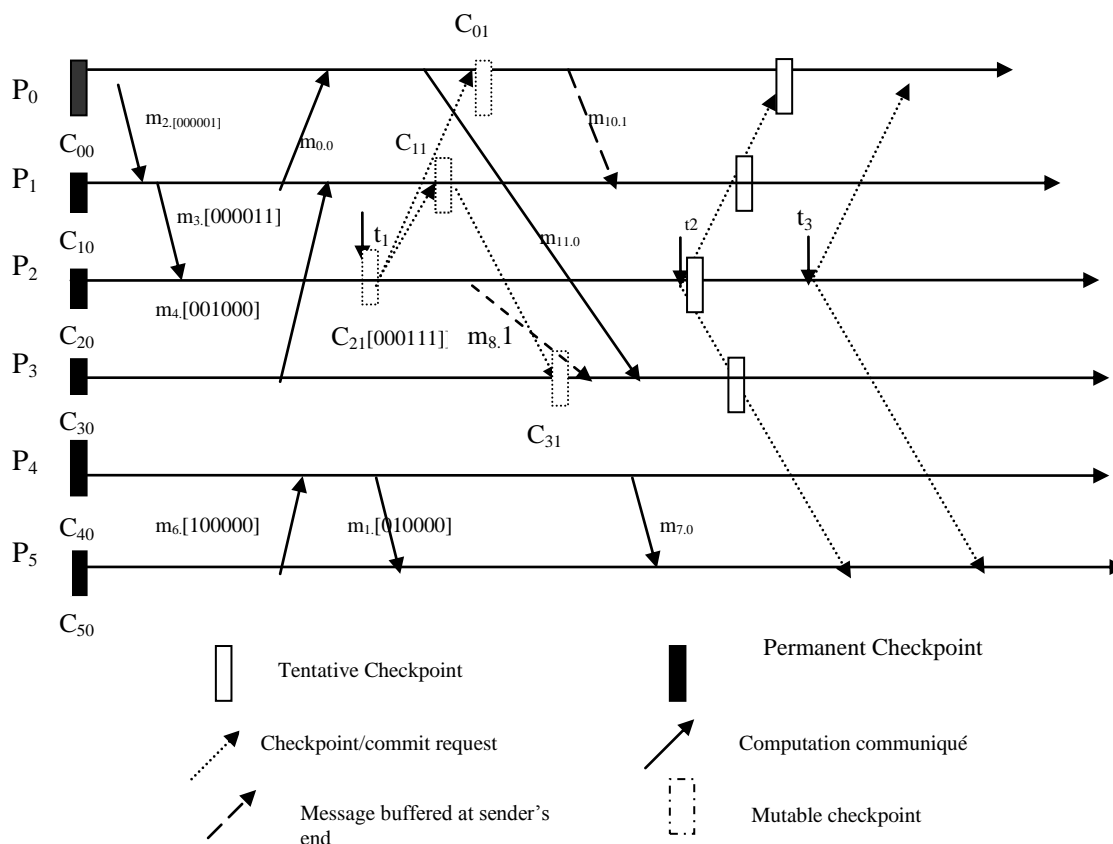 C01
P0
m2.[000001]
m0.0
m10.1
C00
C11
P1
m3.[000011]
m11.0
C10
t1
t2
t3
P2
m4.[001000]
C20
C21[000111]
m8.1
P3
C30
C31
P4
C40
m6.[100000]
m1.[010000]
m7.0
P5
C50
Tentative Checkpoint
Permanent Checkpoint
Checkpoint/commit request
Computation communiqué
Message buffered at sender's
end
Mutable checkpoint